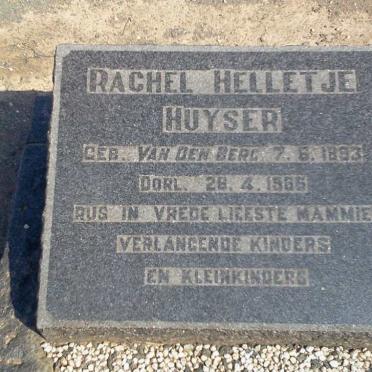 RACHEL HELLETJE
HUYSER
GEB. VAN DEN BERG 7. 6. 1893
OORL. 28. 4. 1966
RUS IN VREDE LIEFSTE MAMMIE
VERLANGENDE KINDERS
EN KLEINKINDERS